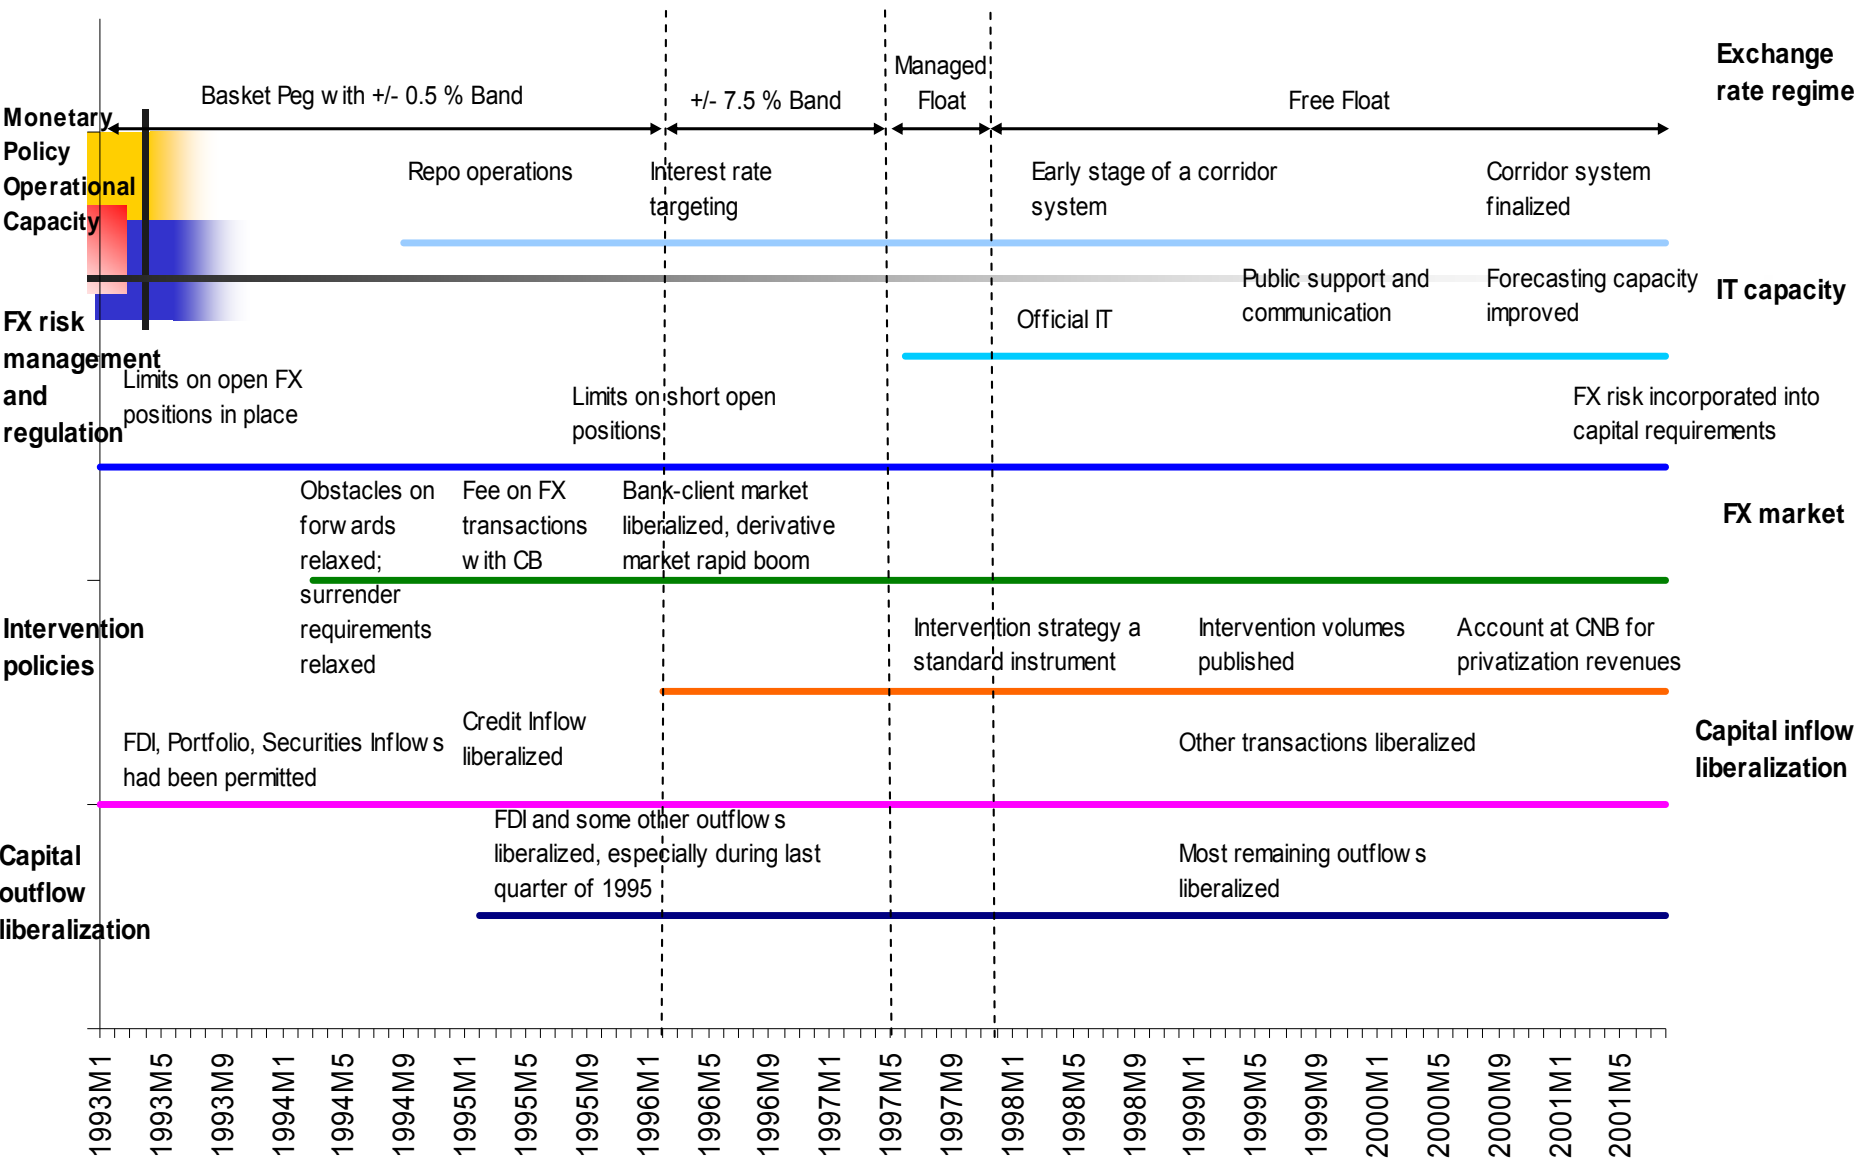 Exchange
rate regime
Managed
Float
Basket Peg with +/- 0.5 % Band
+/- 7.5 % Band
Free Float
Monetary
Policy
Operational
Capacity
Repo operations
Interest rate
targeting
Early stage of a corridor
system
Corridor system
finalized
IT capacity
Official IT
Public support and
communication
Forecasting capacity
improved
FX risk
management
and
regulation
Limits on open FX
positions in place
Limits on short open
positions
FX risk incorporated into
capital requirements
FX market
Obstacles on
forwards
relaxed;
surrender
requirements
relaxed
Fee on FX
transactions
with CB
Bank-client market
liberalized, derivative
market rapid boom
Intervention
policies
Intervention strategy a
standard instrument
Intervention volumes
published
Account at CNB for
privatization revenues
Capital inflow
liberalization
FDI, Portfolio, Securities Inflows
had been permitted
Credit Inflow
liberalized
Other transactions liberalized
Capital
outflow
liberalization
FDI and some other outflows
liberalized, especially during last
quarter of 1995
Most remaining outflows
liberalized
1993M1
1993M5
1993M9
1994M1
1994M5
1994M9
1995M1
1995M5
1995M9
1996M1
1996M5
1996M9
1997M1
1997M5
1997M9
1998M1
1998M5
1998M9
1999M1
1999M5
1999M9
2000M1
2000M5
2000M9
2001M1
2001M5